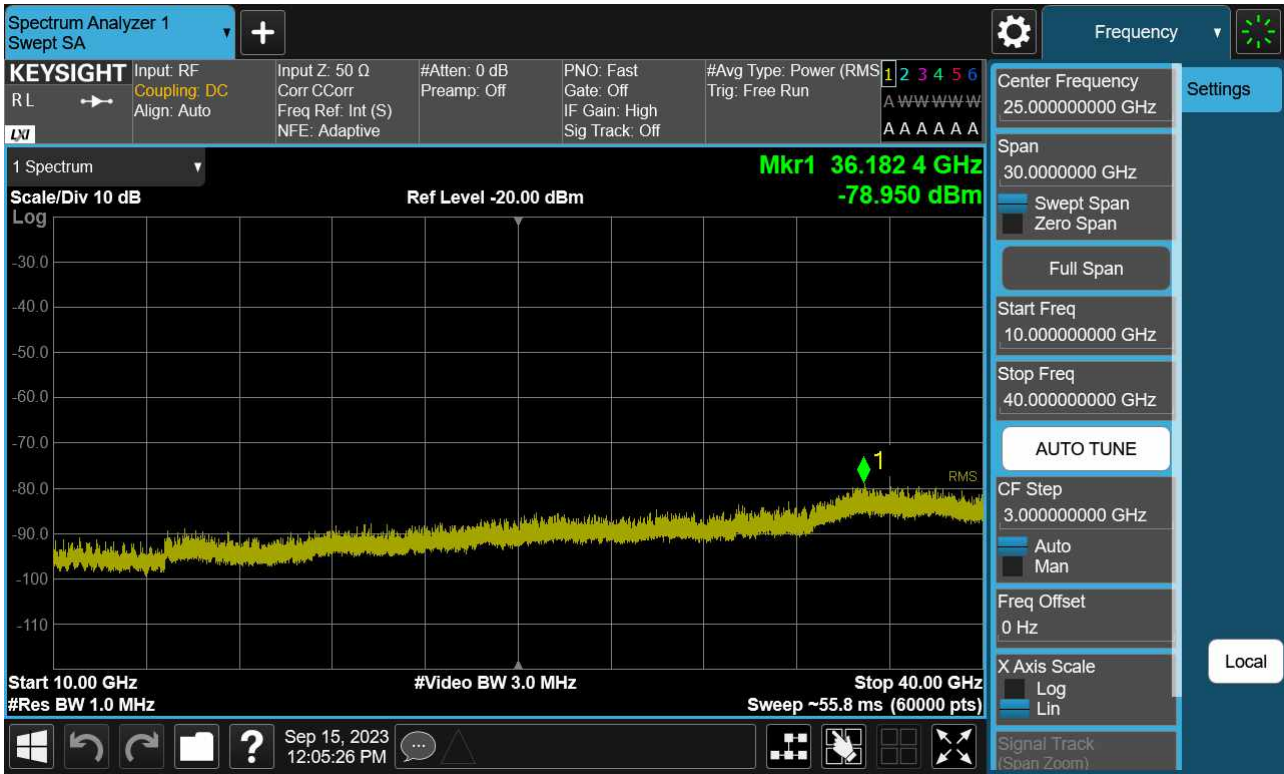 Spectrum Analyzer 1
Swept SA
+
Frequency
KEYSIGHT
RL
LXI
Input: RF
Coupling: DC
Align: Auto
Input Z: 50 Ω
Corr CCorr
Freq Ref: Int (S)
NFE: Adaptive
#Atten: 0 dB
Preamp: Off
PNO: Fast
Gate: Off
IF Gain: High
Sig Track: Off
#Avg Type: Power (RMS
Trig: Free Run
1 2 3 4 5 6
A W W W W W
A A A A A A
1 Spectrum
Mkr1 36.182 4 GHz
-78.950 dBm
Scale/Div 10 dB
Ref Level -20.00 dBm
Log
-30.0
-40.0
-50.0
-60.0
-70.0
-80.0
-90.0
-100
-110
1
RMS
Start 10.00 GHz
#Video BW 3.0 MHz
Stop 40.00 GHz
#Res BW 1.0 MHz
Sweep ~55.8 ms (60000 pts)
Center Frequency
25.000000000 GHz
Span
30.0000000 GHz
Swept Span
Zero Span
Full Span
Start Freq
10.000000000 GHz
Stop Freq
40.000000000 GHz
AUTO TUNE
CF Step
3.000000000 GHz
Auto
Man
Freq Offset
0 Hz
X Axis Scale
Log
Lin
Signal Track
(Span Zoom)
Settings
Local
?
Sep 15, 2023
12:05:26 PM